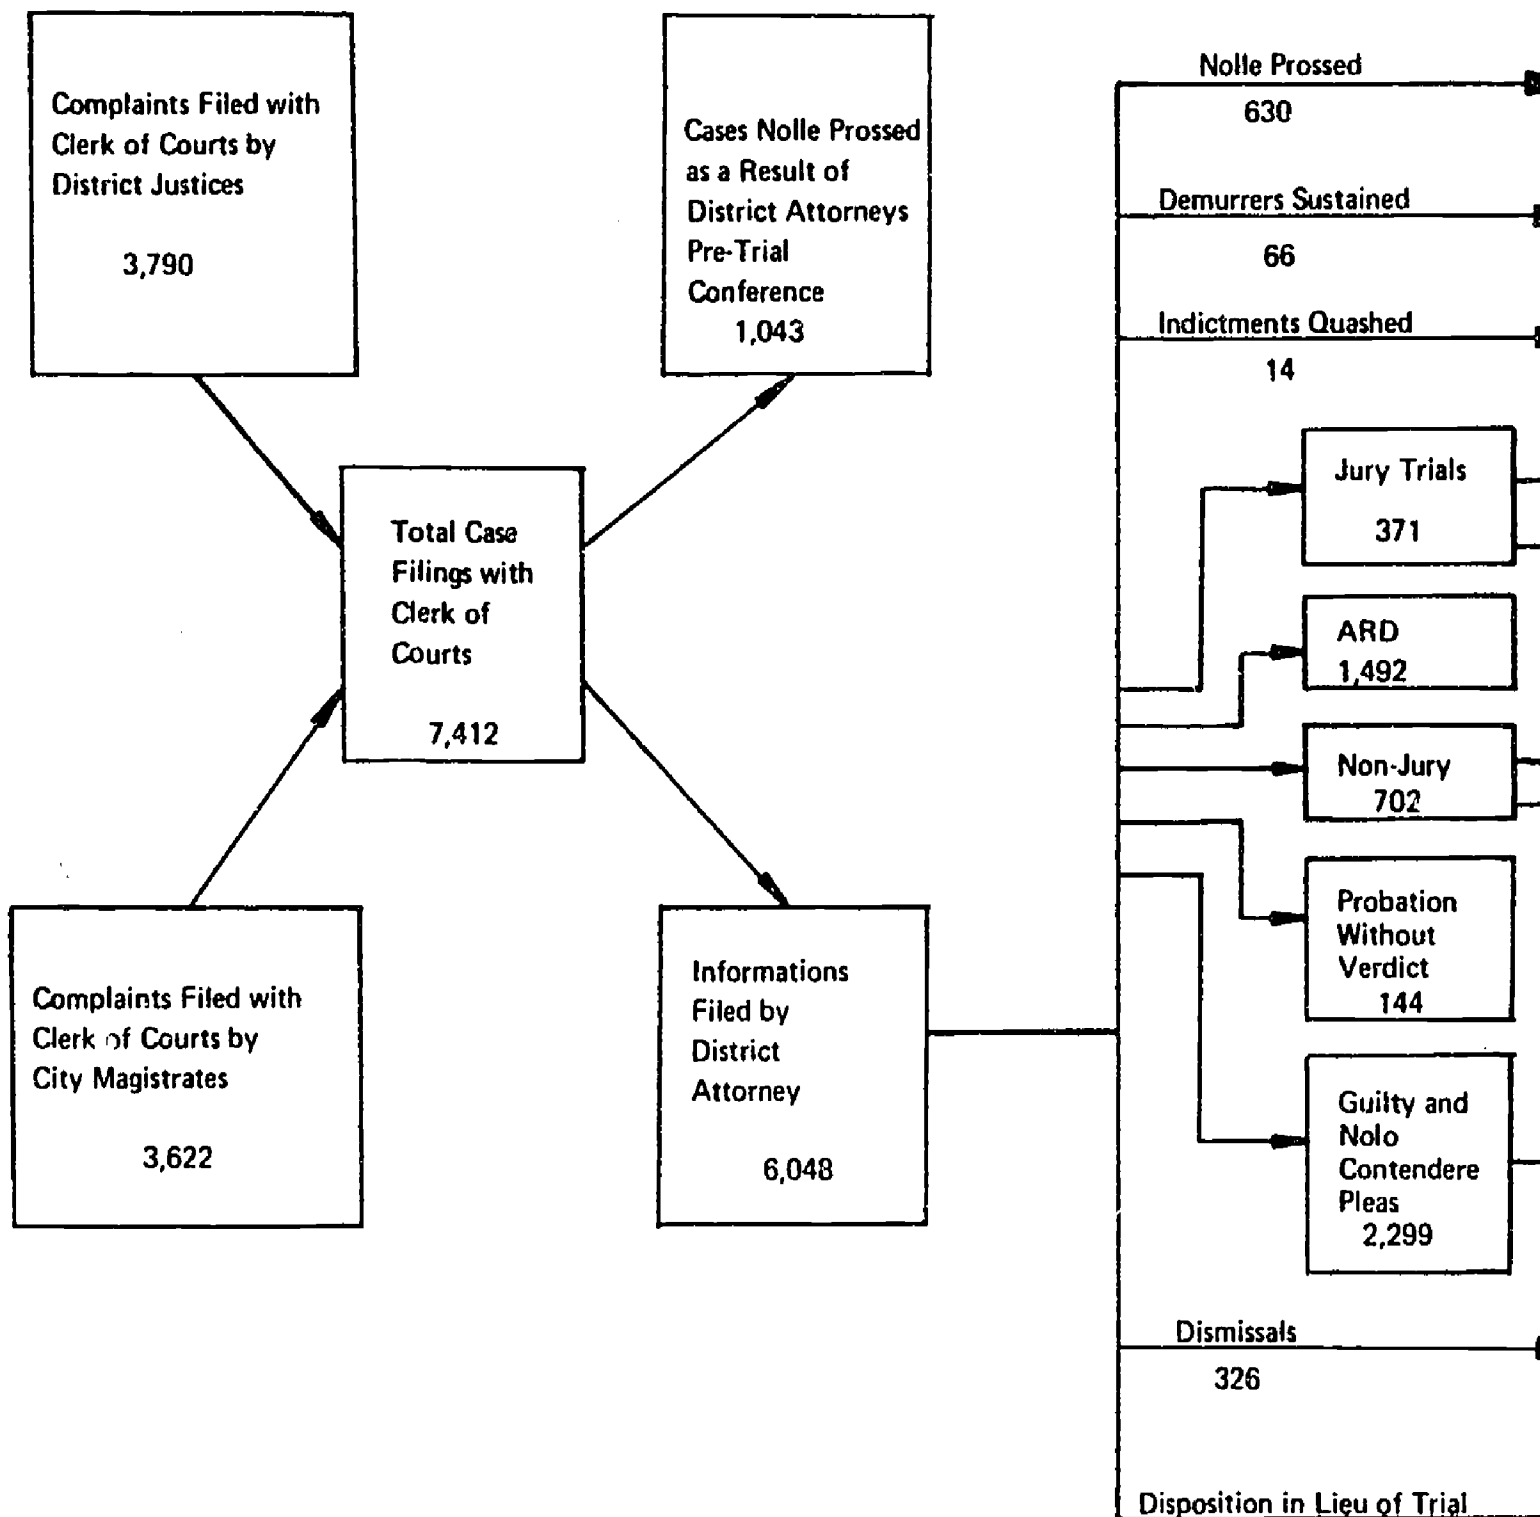 Complaints Filed with
Clerk of Courts by
District Justices
3,790
Cases Nolle Prossed
as a Result of
District Attorneys
Pre-Trial
Conference
1,043
Total Case
Filings with
Clerk of
Courts
7,412
Complaints Filed with
Clerk of Courts by
City Magistrates
3,622
Informations
Filed by
District
Attorney
6,048
Nolle Prossed
630
Demurrers Sustained
66
Indictments Quashed
14
Jury Trials
371
ARD
1,492
Non-Jury
702
Probation
Without
Verdict
144
Guilty and
Nolo
Contendere
Pleas
2,299
Dismissals
326
Disposition in Lieu of Trial